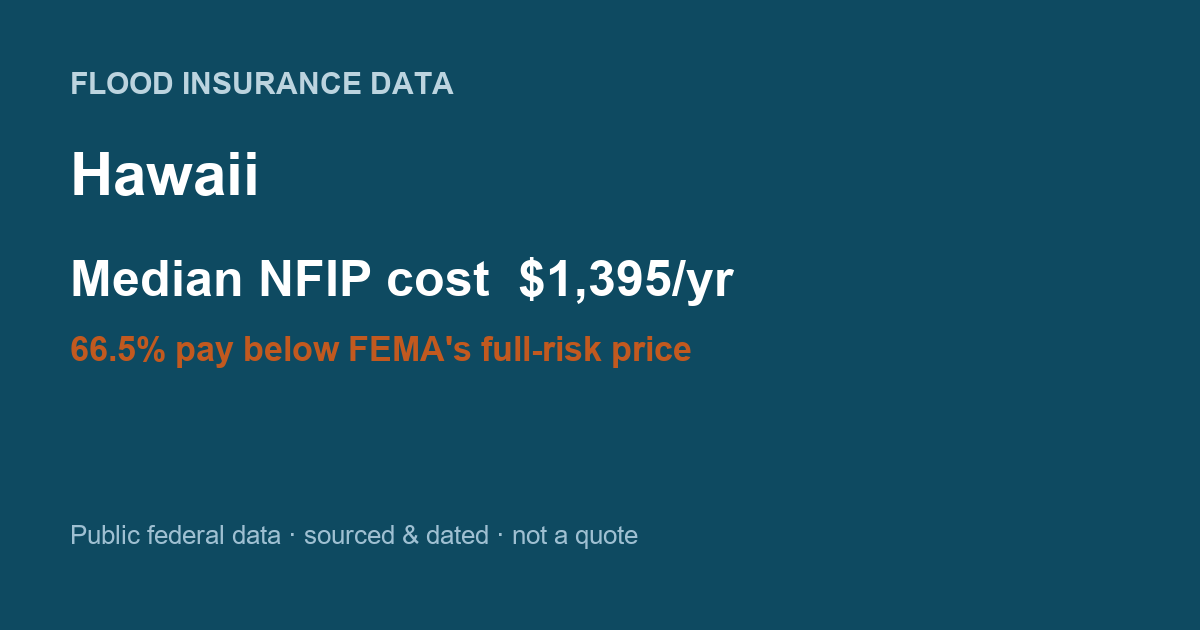 FLOOD INSURANCE DATA
Hawaii
Median NFIP cost  $1,395/yr
66.5% pay below FEMA's full-risk price
Public federal data · sourced & dated · not a quote